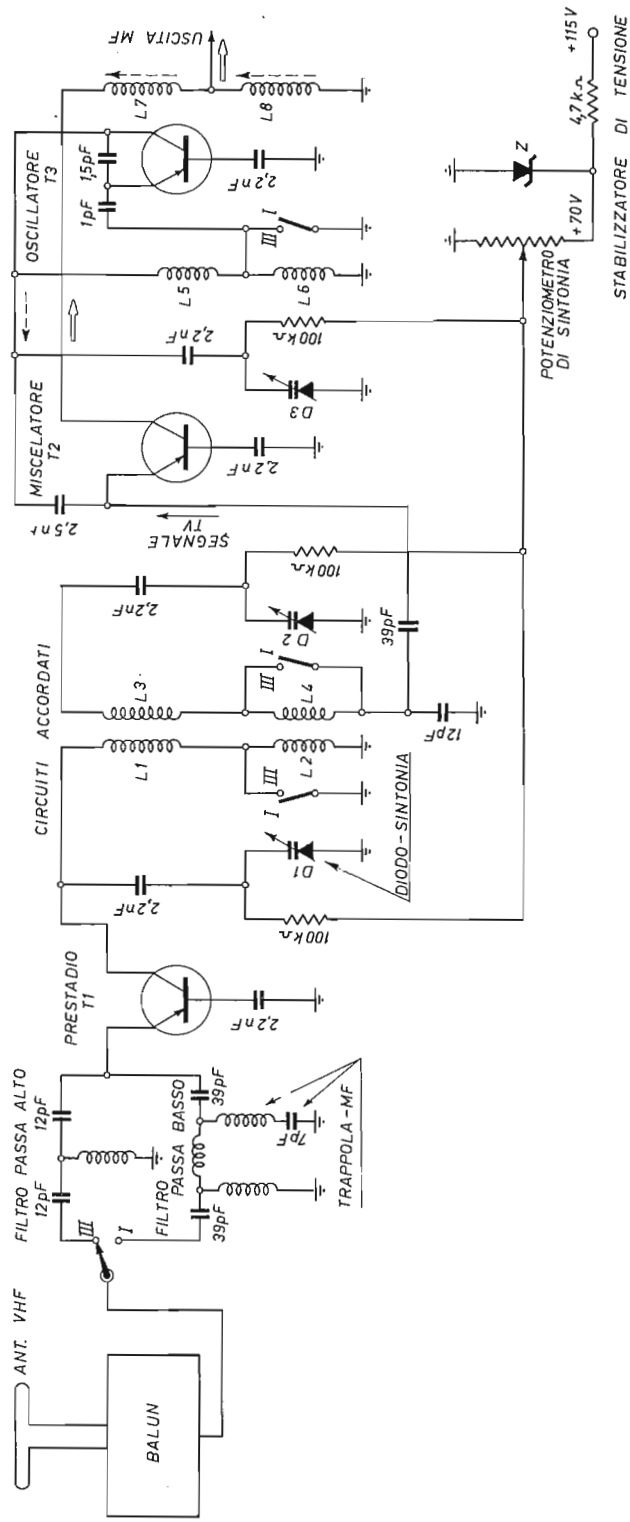 ANT. VHF
BALUN
III
I
FILTRO PASSA ALTO
12pF
12pF
FILTRO
PASSA BASSO
39pF
39pF
7pF
TRAPPOLA-MF
PRESTADIO
T1
2,2nF
CIRCUITI ACCORDATI
2,2nF
100kΩ
D1
DIODO-SINTONIA
L1
III
I
L2
L3
III
I
L4
12pF
39pF
2,2nF
D2
100kΩ
SEGNALE
TV
2,5nF
MISCELATORE
T2
2,2nF
2,2nF
D3
100kΩ
L5
L6
III
I
1pF
1,5pF
OSCILLATORE
T3
2,2nF
L7
L8
USCITA MF
POTENZIOMETRO
DI SINTONIA
+70V
Z
4,7kΩ
+115V
STABILIZZATORE DI TENSIONE